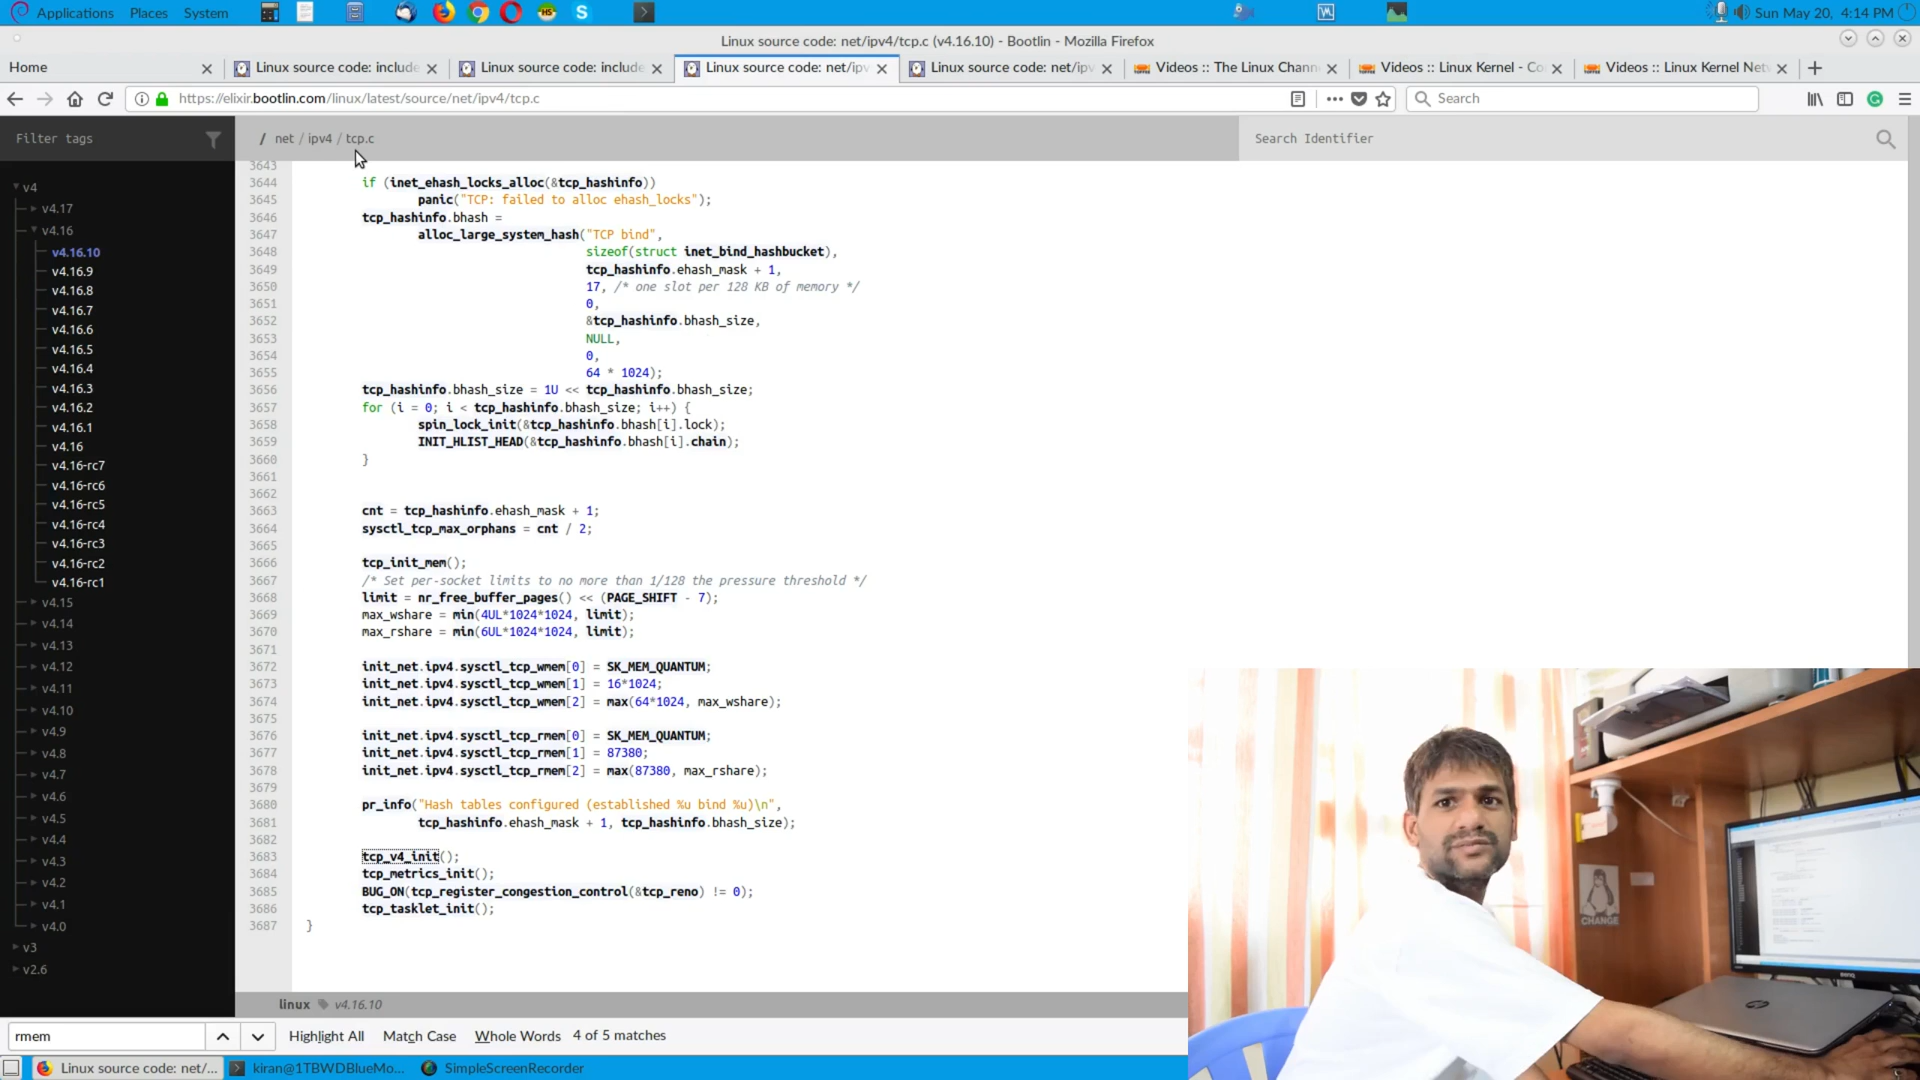 Applications Places System
Sun May 20, 4:14 PM
Linux source code: net/ipv4/tcp.c (v4.16.10) - Bootlin - Mozilla Firefox
Home
Linux source code: include
Linux source code: include
Linux source code: net/ipv
Linux source code: net/ipv
Videos :: The Linux Chann
Videos :: Linux Kernel - Co
Videos :: Linux Kernel Net
https://elixir.bootlin.com/linux/latest/source/net/ipv4/tcp.c
Search
Filter tags
/ net / ipv4 / tcp.c
Search Identifier
v4
v4.17
v4.16
v4.16.10
v4.16.9
v4.16.8
v4.16.7
v4.16.6
v4.16.5
v4.16.4
v4.16.3
v4.16.2
v4.16.1
v4.16
v4.16-rc7
v4.16-rc6
v4.16-rc5
v4.16-rc4
v4.16-rc3
v4.16-rc2
v4.16-rc1
v4.15
v4.14
v4.13
v4.12
v4.11
v4.10
v4.9
v4.8
v4.7
v4.6
v4.5
v4.4
v4.3
v4.2
v4.1
v4.0
v3
v2.6
3643
3644 if (inet_ehash_locks_alloc(&tcp_hashinfo))
3645 panic("TCP: failed to alloc ehash_locks");
3646 tcp_hashinfo.bhash =
3647 alloc_large_system_hash("TCP bind",
3648 sizeof(struct inet_bind_hashbucket),
3649 tcp_hashinfo.ehash_mask + 1,
3650 17, /* one slot per 128 KB of memory */
3651 0,
3652 &tcp_hashinfo.bhash_size,
3653 NULL,
3654 0,
3655 64 * 1024);
3656 tcp_hashinfo.bhash_size = 1U << tcp_hashinfo.bhash_size;
3657 for (i = 0; i < tcp_hashinfo.bhash_size; i++) {
3658 spin_lock_init(&tcp_hashinfo.bhash[i].lock);
3659 INIT_HLIST_HEAD(&tcp_hashinfo.bhash[i].chain);
3660 }
3661
3662
3663 cnt = tcp_hashinfo.ehash_mask + 1;
3664 sysctl_tcp_max_orphans = cnt / 2;
3665
3666 tcp_init_mem();
3667 /* Set per-socket limits to no more than 1/128 the pressure threshold */
3668 limit = nr_free_buffer_pages() << (PAGE_SHIFT - 7);
3669 max_wshare = min(4UL*1024*1024, limit);
3670 max_rshare = min(6UL*1024*1024, limit);
3671
3672 init_net.ipv4.sysctl_tcp_wmem[0] = SK_MEM_QUANTUM;
3673 init_net.ipv4.sysctl_tcp_wmem[1] = 16*1024;
3674 init_net.ipv4.sysctl_tcp_wmem[2] = max(64*1024, max_wshare);
3675
3676 init_net.ipv4.sysctl_tcp_rmem[0] = SK_MEM_QUANTUM;
3677 init_net.ipv4.sysctl_tcp_rmem[1] = 87380;
3678 init_net.ipv4.sysctl_tcp_rmem[2] = max(87380, max_rshare);
3679
3680 pr_info("Hash tables configured (established %u bind %u)\n",
3681 tcp_hashinfo.ehash_mask + 1, tcp_hashinfo.bhash_size);
3682
3683 tcp_v4_init();
3684 tcp_metrics_init();
3685 BUG_ON(tcp_register_congestion_control(&tcp_reno) != 0);
3686 tcp_tasklet_init();
3687 }
linux v4.16.10
CHANGE
BenQ
hp
rmem
Highlight All Match Case Whole Words 4 of 5 matches
Linux source code: net/...
kiran@1TBWDBlueMo...
SimpleScreenRecorder